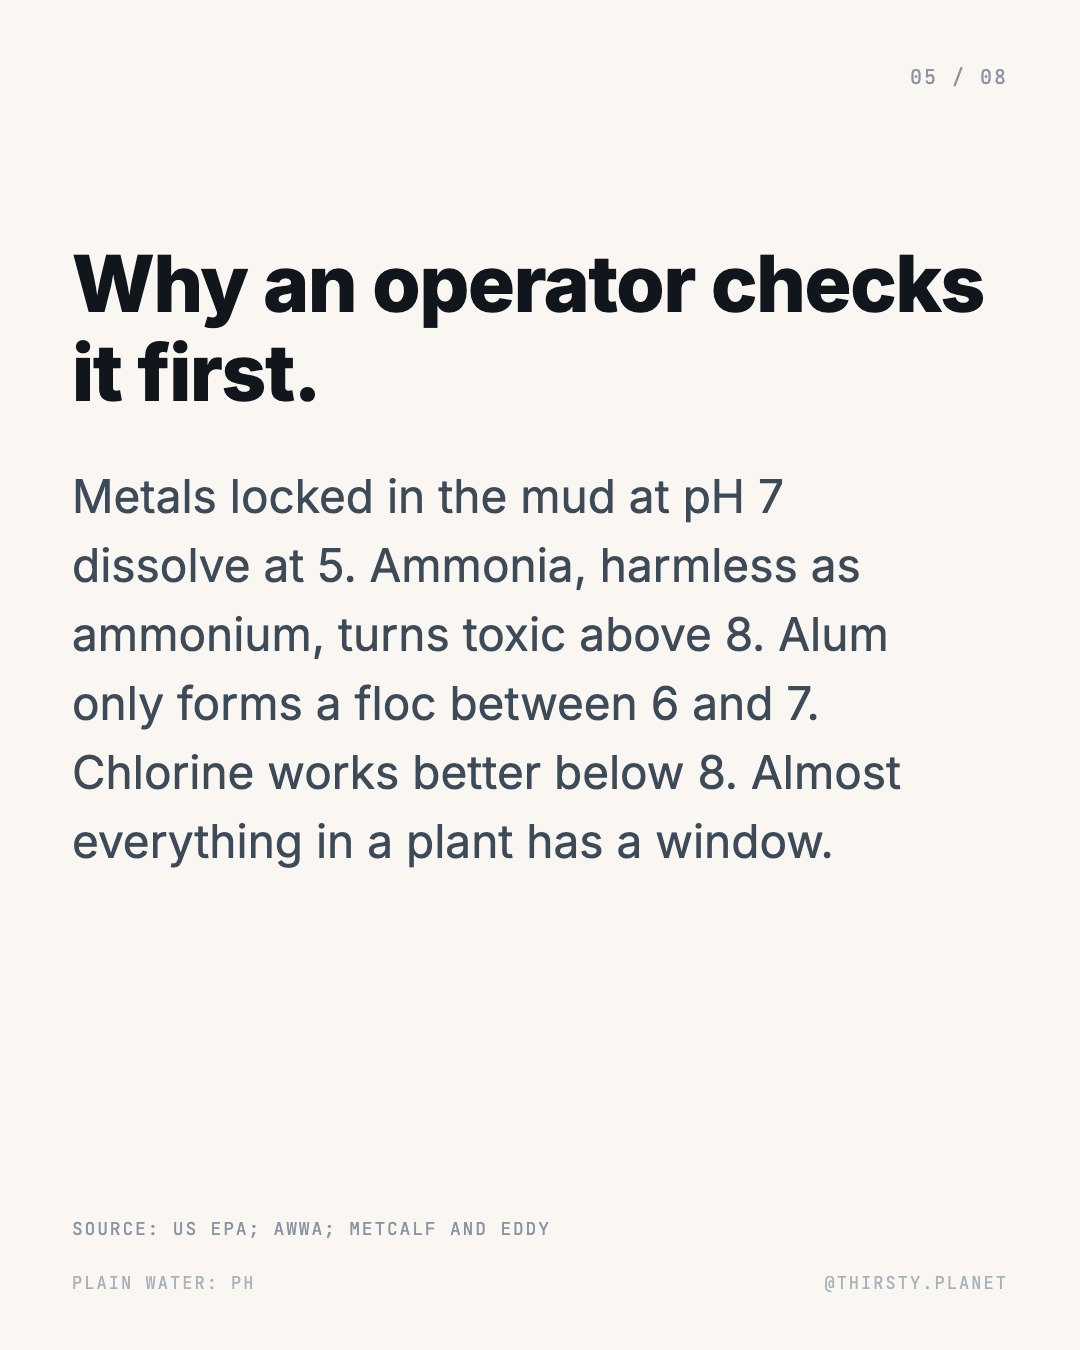 05 / 08
Why an operator checks
it first.
Metals locked in the mud at pH 7
dissolve at 5. Ammonia, harmless as
ammonium, turns toxic above 8. Alum
only forms a floc between 6 and 7.
Chlorine works better below 8. Almost
everything in a plant has a window.
SOURCE: US EPA; AWWA; METCALF AND EDDY
PLAIN WATER: PH
@THIRSTY.PLANET